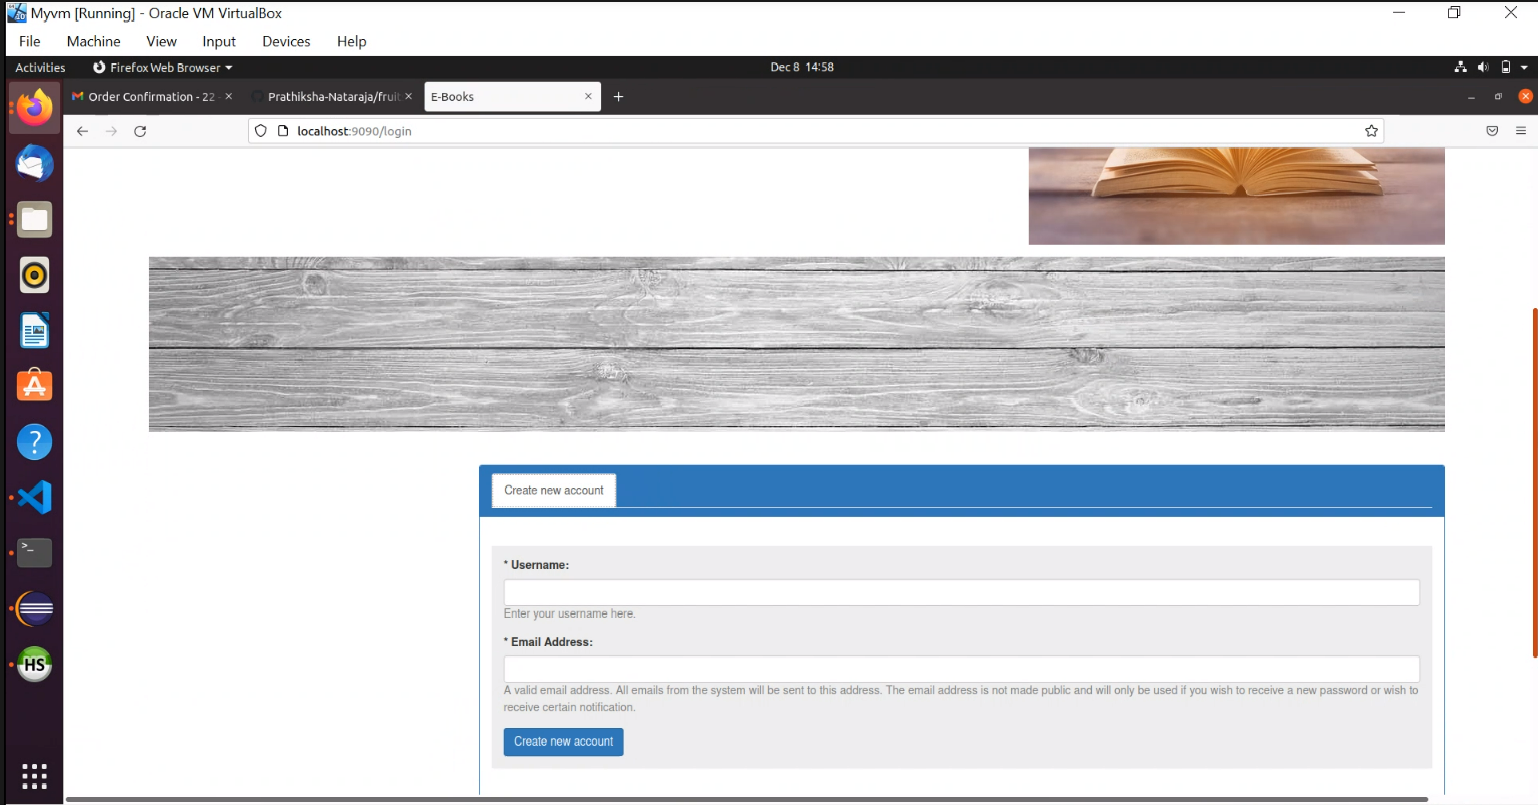 Myvm [Running] - Oracle VM VirtualBox
File Machine View Input Devices Help
Activities Firefox Web Browser Dec 8 14:58
Order Confirmation - 22 Prathiksha-Nataraja/fruit E-Books
localhost:9090/login
Create new account
* Username:
Enter your username here.
* Email Address:
A valid email address. All emails from the system will be sent to this address. The email address is not made public and will only be used if you wish to receive a new password or wish to
receive certain notification.
Create new account
HS